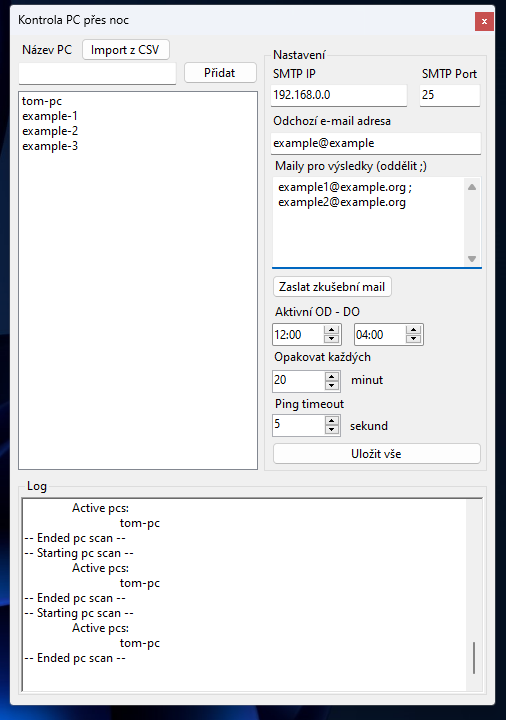 Kontrola PC přes noc
x
Název PC
Import z CSV
Přidat
tom-pc
example-1
example-2
example-3
Nastavení
SMTP IP
SMTP Port
192.168.0.0
25
Odchozí e-mail adresa
example@example
Maily pro výsledky (oddělit ;)
example1@example.org ;
example2@example.org
Zaslat zkušební mail
Aktivní OD - DO
12:00
04:00
Opakovat každých
20
minut
Ping timeout
5
sekund
Uložit vše
Log
Active pcs:
tom-pc
-- Ended pc scan --
-- Starting pc scan --
Active pcs:
tom-pc
-- Ended pc scan --
-- Starting pc scan --
Active pcs:
tom-pc
-- Ended pc scan --